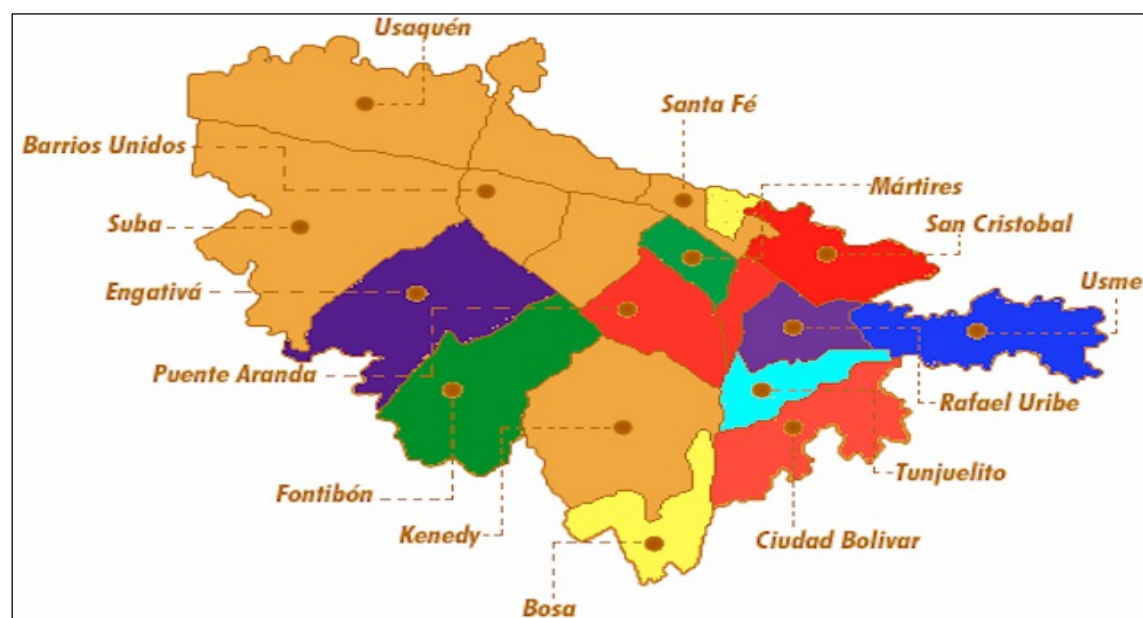 Usaquén
Santa Fé
Barrios Unidos
Mártires
Suba
San Cristobal
Engativá
Usme
Puente Aranda
Rafael Uribe
Tunjuelito
Fontibón
Kenedy
Ciudad Bolivar
Bosa